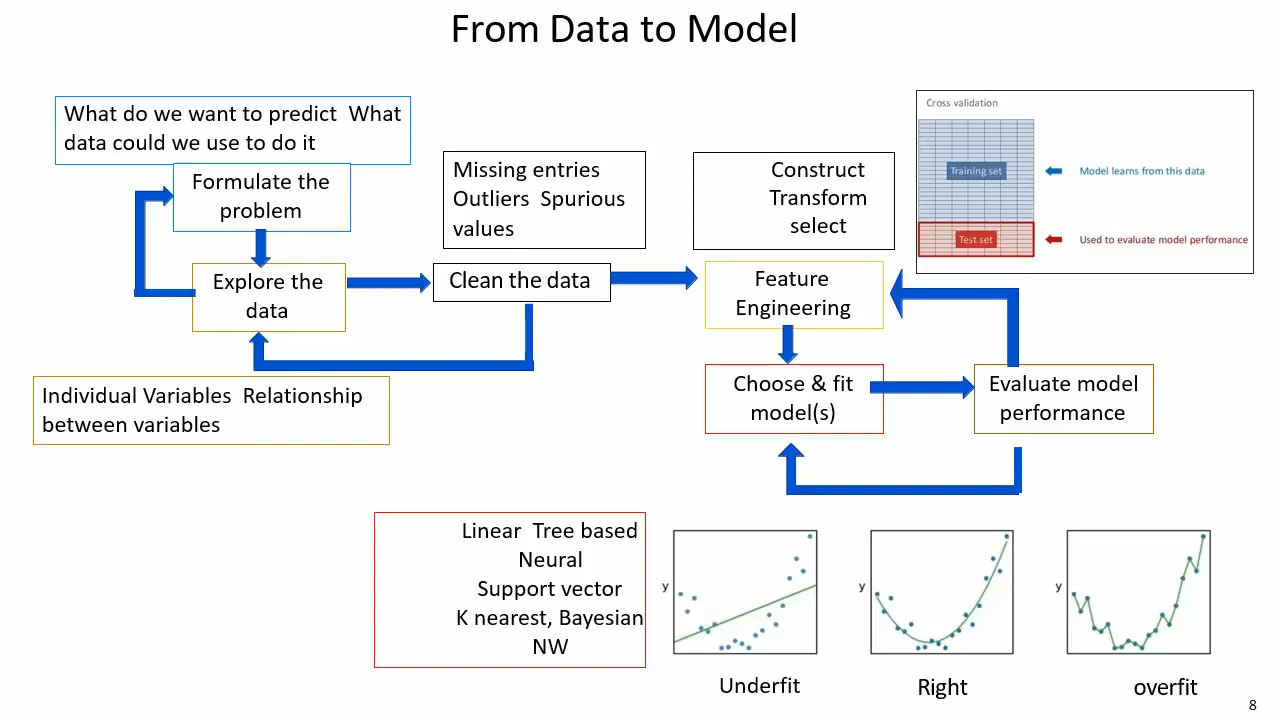 From Data to Model
What do we want to predict  What
data could we use to do it
Formulate the
problem
Explore the
data
Individual Variables  Relationship
between variables
Missing entries
Outliers  Spurious
values
Clean the data
Construct
Transform
select
Feature
Engineering
Choose & fit
model(s)
Evaluate model
performance
Cross validation
Training set
Model learns from this data
Test set
Used to evaluate model performance
Linear  Tree based
Neural
Support vector
K nearest, Bayesian
NW
y
Underfit
y
Right
y
overfit
8